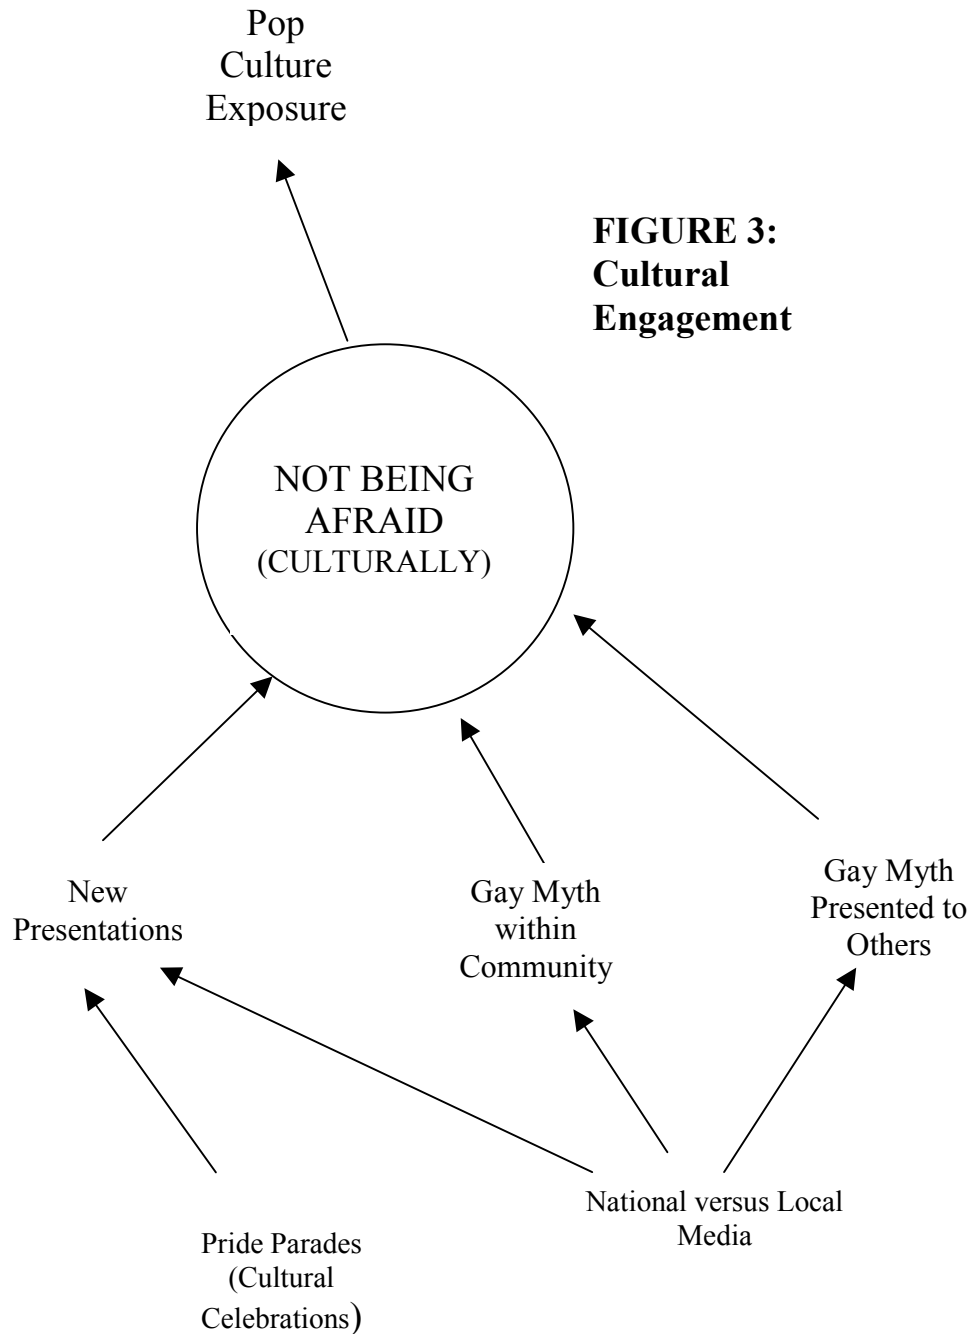 Pop
Culture
Exposure
FIGURE 3:
Cultural
Engagement
NOT BEING
AFRAID
(CULTURALLY)
New
Presentations
Gay Myth
within
Community
Gay Myth
Presented to
Others
National versus Local
Media
Pride Parades
(Cultural
Celebrations)